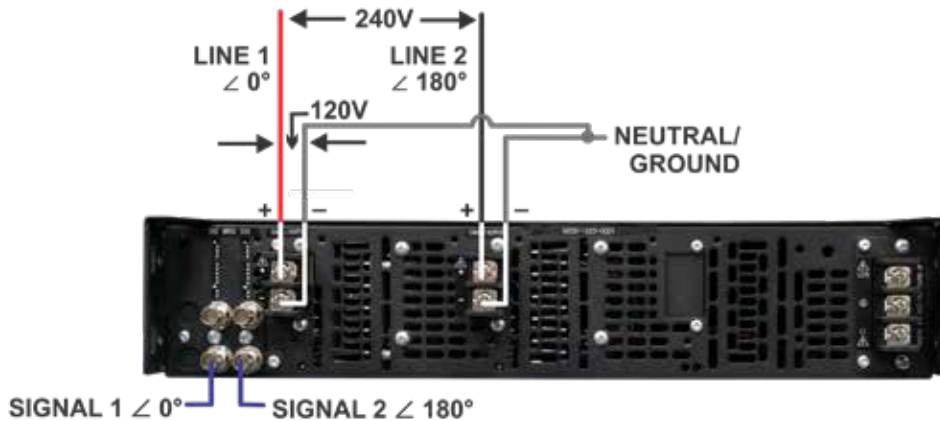 240V
LINE 1
∠ 0°
LINE 2
∠ 180°
120V
NEUTRAL/
GROUND
+ −
+ −
SIGNAL 1 ∠ 0°
SIGNAL 2 ∠ 180°